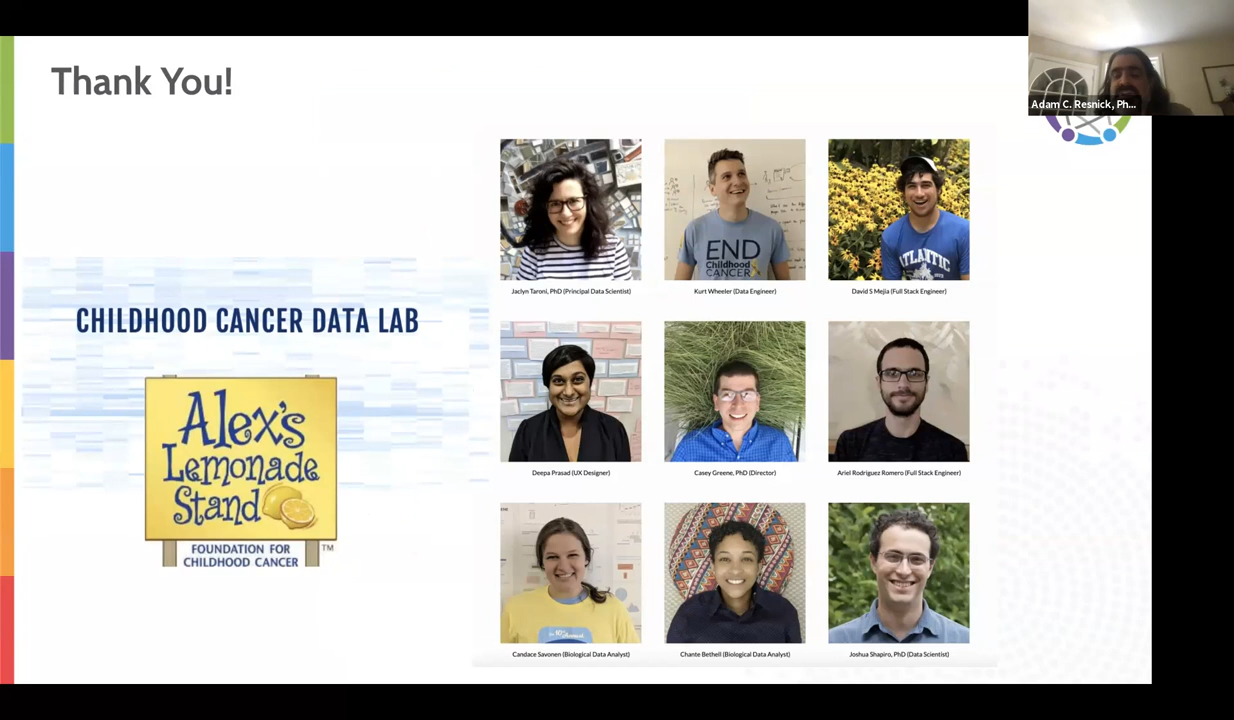 Thank You!
Adam C. Resnick, Ph...
CHILDHOOD CANCER DATA LAB
Alex's
Lemonade
Stand
TM
FOUNDATION FOR
CHILDHOOD CANCER
END
Childhood
CANCER
ATLANTIC
Jaclyn Taroni, PhD (Principal Data Scientist)
Kurt Wheeler (Data Engineer)
David S Mejia (Full Stack Engineer)
Deepa Prasad (UX Designer)
Casey Greene, PhD (Director)
Ariel Rodriguez Romero (Full Stack Engineer)
Candace Savonen (Biological Data Analyst)
Chante Bethell (Biological Data Analyst)
Joshua Shapiro, PhD (Data Scientist)